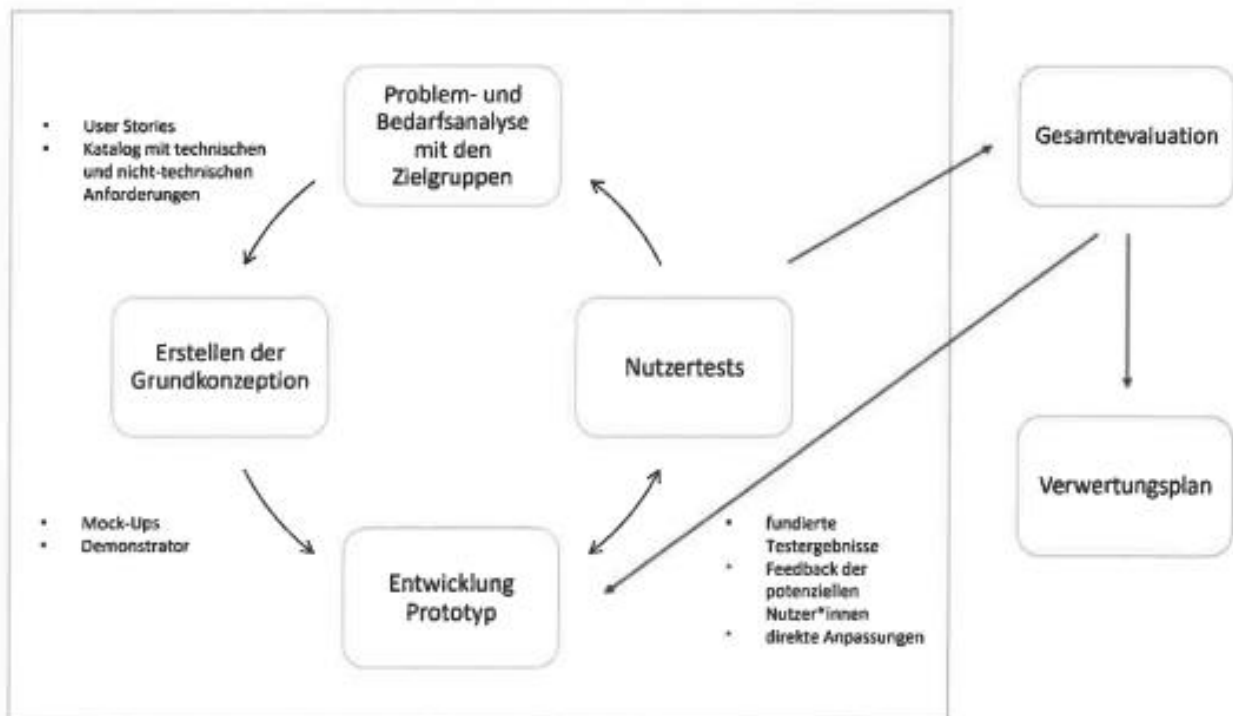 Problem- und
Bedarfsanalyse
mit den
Zielgruppen
• User Stories
• Katalog mit technischen
und nicht-technischen
Anforderungen
Gesamtevaluation
Erstellen der
Grundkonzeption
Nutzertests
• Mock-Ups
• Demonstrator
Entwicklung
Prototyp
• fundierte
Testergebnisse
• Feedback der
potenziellen
Nutzer*innen
• direkte Anpassungen
Verwertungsplan